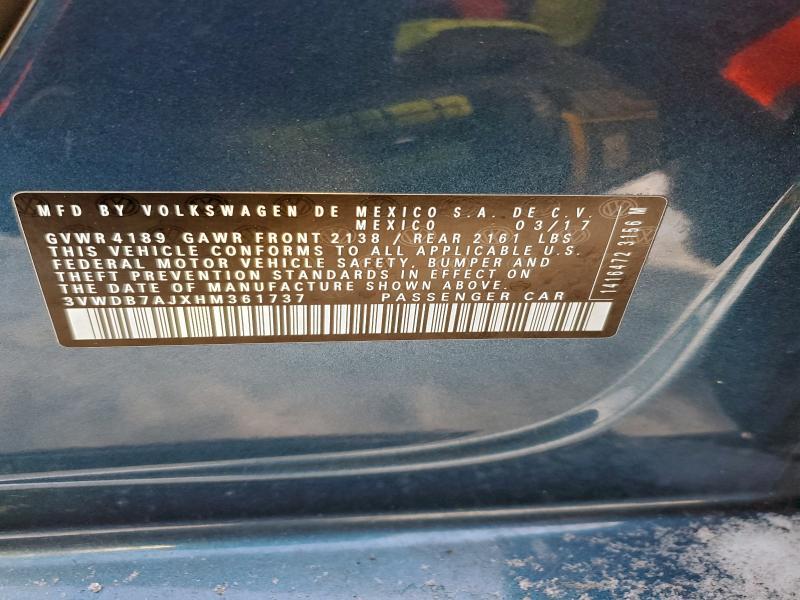 MFD BY VOLKSWAGEN DE MEXICO S.A. DE C.V.
MEXICO 03/17
GVWR 4189 GAWR FRONT 2138 / REAR 2161 LBS
THIS VEHICLE CONFORMS TO ALL APPLICABLE U.S.
FEDERAL MOTOR VEHICLE SAFETY, BUMPER AND
THEFT PREVENTION STANDARDS IN EFFECT ON
THE DATE OF MANUFACTURE SHOWN ABOVE.
3VWDB7AJXHM361737 PASSENGER CAR
1418472 3156 M